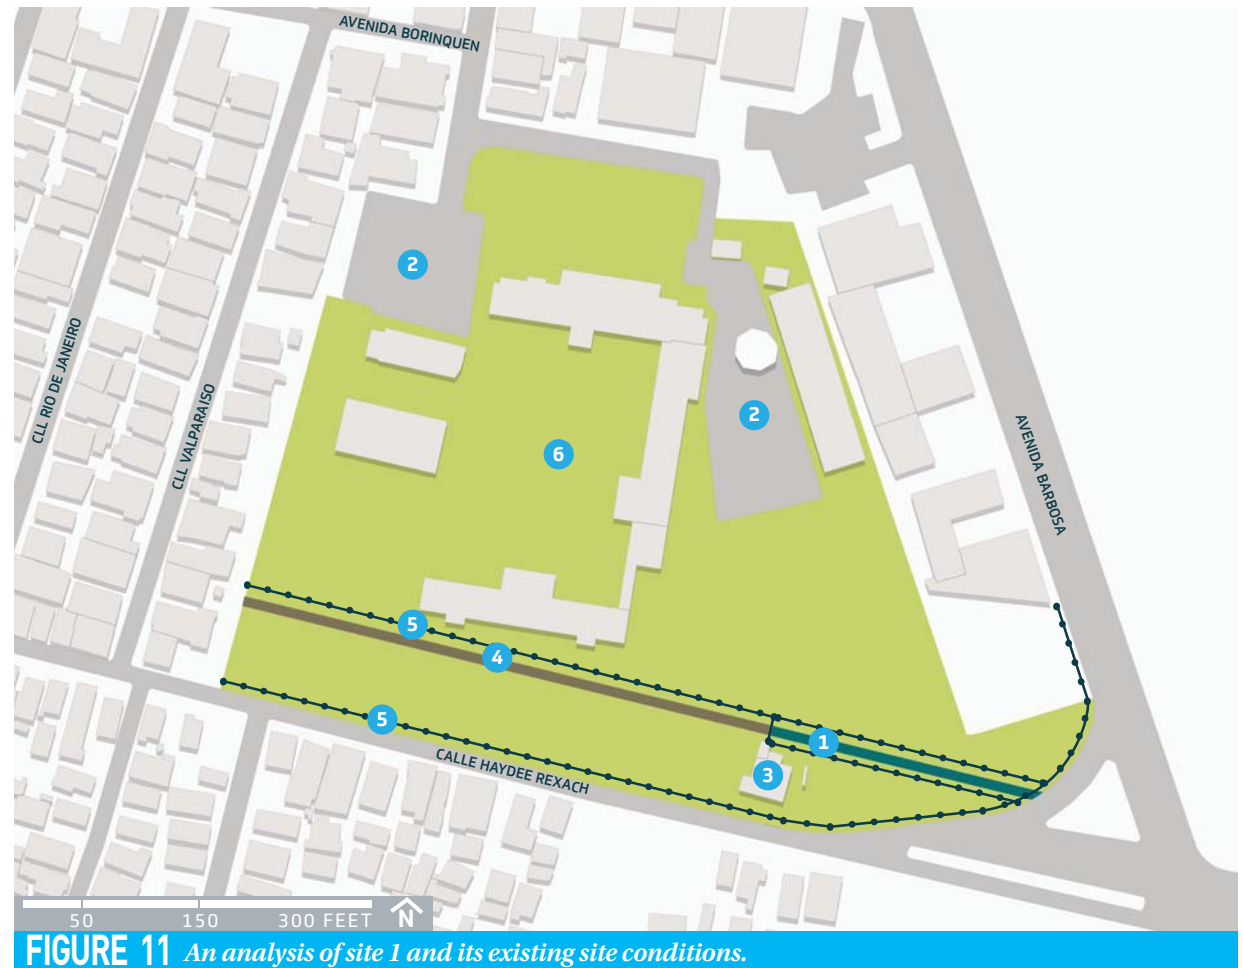 AVENIDA BORINQUEN
2
CLL RIO DE JANEIRO
CLL VALPARAISO
2
6
AVENIDA BARBOSA
5
4
5
1
3
CALLE HAYDEE REXACH
50 150 300 FEET N
FIGURE 11 An analysis of site 1 and its existing site conditions.